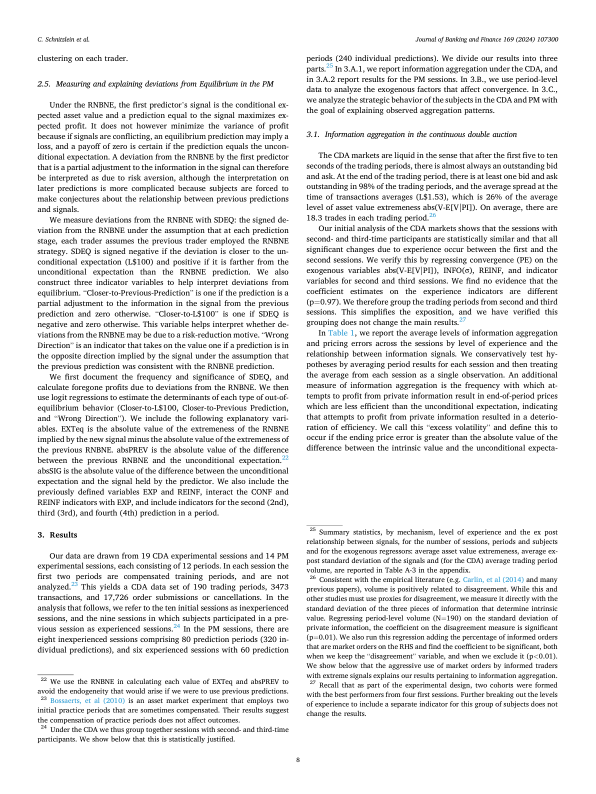 C. Schnitzlein et al.
Journal of Banking and Finance 169 (2024) 107300
clustering on each trader.
2.5. Measuring and explaining deviations from Equilibrium in the PM
Under the RNBNE, the first predictor's signal is the conditional ex-
pected asset value and a prediction equal to the signal maximizes ex-
pected profit. It does not however minimize the variance of profit
because if signals are conflicting, an equilibrium prediction may imply a
loss, and a payoff of zero is certain if the prediction equals the uncon-
ditional expectation. A deviation from the RNBNE by the first predictor
that is a partial adjustment to the information in the signal can therefore
be interpreted as due to risk aversion, although the interpretation on
later predictions is more complicated because subjects are forced to
make conjectures about the relationship between previous predictions
and signals.
We measure deviations from the RNBNE with SDEQ: the signed de-
viation from the RNBNE under the assumption that at each prediction
stage, each trader assumes the previous trader employed the RNBNE
strategy. SDEQ is signed negative if the deviation is closer to the un-
conditional expectation (L$100) and positive if it is farther from the
unconditional expectation than the RNBNE prediction. We also
construct three indicator variables to help interpret deviations from
equilibrium. "Closer-to-Previous-Prediction" is one if the prediction is a
partial adjustment to the information in the signal from the previous
prediction and zero otherwise. "Closer-to-L$100" is one if SDEQ is
negative and zero otherwise. This variable helps interpret whether de-
viations from the RNBNE may be due to a risk-reduction motive. "Wrong
Direction" is an indicator that takes on the value one if a prediction is in
the opposite direction implied by the signal under the assumption that
the previous prediction was consistent with the RNBNE prediction.
We first document the frequency and significance of SDEQ, and
calculate foregone profits due to deviations from the RNBNE. We then
use logit regressions to estimate the determinants of each type of out-of-
equilibrium behavior (Closer-to-L$100, Closer-to-Previous Prediction,
and "Wrong Direction"). We include the following explanatory vari-
ables. EXTeq is the absolute value of the extremeness of the RNBNE
implied by the new signal minus the absolute value of the extremeness of
the previous RNBNE. absPREV is the absolute value of the difference
between the previous RNBNE and the unconditional expectation.22
absSIG is the absolute value of the difference between the unconditional
expectation and the signal held by the predictor. We also include the
previously defined variables EXP and REINF, interact the CONF and
REINF indicators with EXP, and include indicators for the second (2nd),
third (3rd), and fourth (4th) prediction in a period.
3. Results
Our data are drawn from 19 CDA experimental sessions and 14 PM
experimental sessions, each consisting of 12 periods. In each session the
first two periods are compensated training periods, and are not
analyzed.23 This yields a CDA data set of 190 trading periods, 3473
transactions, and 17,726 order submissions or cancellations. In the
analysis that follows, we refer to the ten initial sessions as inexperienced
sessions, and the nine sessions in which subjects participated in a pre-
vious session as experienced sessions.24 In the PM sessions, there are
eight inexperienced sessions comprising 80 prediction periods (320 in-
dividual predictions), and six experienced sessions with 60 prediction
22 We use the RNBNE in calculating each value of EXTeq and absPREV to
avoid the endogeneity that would arise if we were to use previous predictions.
23 Bossaerts, et al (2010) is an asset market experiment that employs two
initial practice periods that are sometimes compensated. Their results suggest
the compensation of practice periods does not affect outcomes.
24 Under the CDA we thus group together sessions with second- and third-time
participants. We show below that this is statistically justified.
periods (240 individual predictions). We divide our results into three
parts.25 In 3.A.1, we report information aggregation under the CDA, and
in 3.A.2 report results for the PM sessions. In 3.B., we use period-level
data to analyze the exogenous factors that affect convergence. In 3.C.,
we analyze the strategic behavior of the subjects in the CDA and PM with
the goal of explaining observed aggregation patterns.
3.1. Information aggregation in the continuous double auction
The CDA markets are liquid in the sense that after the first five to ten
seconds of the trading periods, there is almost always an outstanding bid
and ask. At the end of the trading period, there is at least one bid and ask
outstanding in 98% of the trading periods, and the average spread at the
time of transactions averages (L$1.53), which is 26% of the average
level of asset value extremeness abs(V-E[V|PI]). On average, there are
18.3 trades in each trading period.26
Our initial analysis of the CDA markets shows that the sessions with
second- and third-time participants are statistically similar and that all
significant changes due to experience occur between the first and the
second sessions. We verify this by regressing convergence (PE) on the
exogenous variables abs(V-E[V|PI]), INFO(σ), REINF, and indicator
variables for second and third sessions. We find no evidence that the
coefficient estimates on the experience indicators are different
(p=0.97). We therefore group the trading periods from second and third
sessions. This simplifies the exposition, and we have verified this
grouping does not change the main results.27
In Table 1, we report the average levels of information aggregation
and pricing errors across the sessions by level of experience and the
relationship between information signals. We conservatively test hy-
potheses by averaging period results for each session and then treating
the average from each session as a single observation. An additional
measure of information aggregation is the frequency with which at-
tempts to profit from private information result in end-of-period prices
which are less efficient than the unconditional expectation, indicating
that attempts to profit from private information resulted in a deterio-
ration of efficiency. We call this "excess volatility" and define this to
occur if the ending price error is greater than the absolute value of the
difference between the intrinsic value and the unconditional expecta-
25 Summary statistics, by mechanism, level of experience and the ex post
relationship between signals, for the number of sessions, periods and subjects
and for the exogenous regressors: average asset value extremeness, average ex-
post standard deviation of the signals and (for the CDA) average trading period
volume, are reported in Table A-3 in the appendix.
26 Consistent with the empirical literature (e.g. Carlin, et al (2014) and many
previous papers), volume is positively related to disagreement. While this and
other studies must use proxies for disagreement, we measure it directly with the
standard deviation of the three pieces of information that determine intrinsic
value. Regressing period-level volume (N=190) on the standard deviation of
private information, the coefficient on the disagreement measure is significant
(p=0.01). We also run this regression adding the percentage of informed orders
that are market orders on the RHS and find the coefficient to be significant, both
when we keep the "disagreement" variable, and when we exclude it (p<0.01).
We show below that the aggressive use of market orders by informed traders
with extreme signals explains our results pertaining to information aggregation.
27 Recall that as part of the experimental design, two cohorts were formed
with the best performers from four first sessions. Further breaking out the levels
of experience to include a separate indicator for this group of subjects does not
change the results.
8